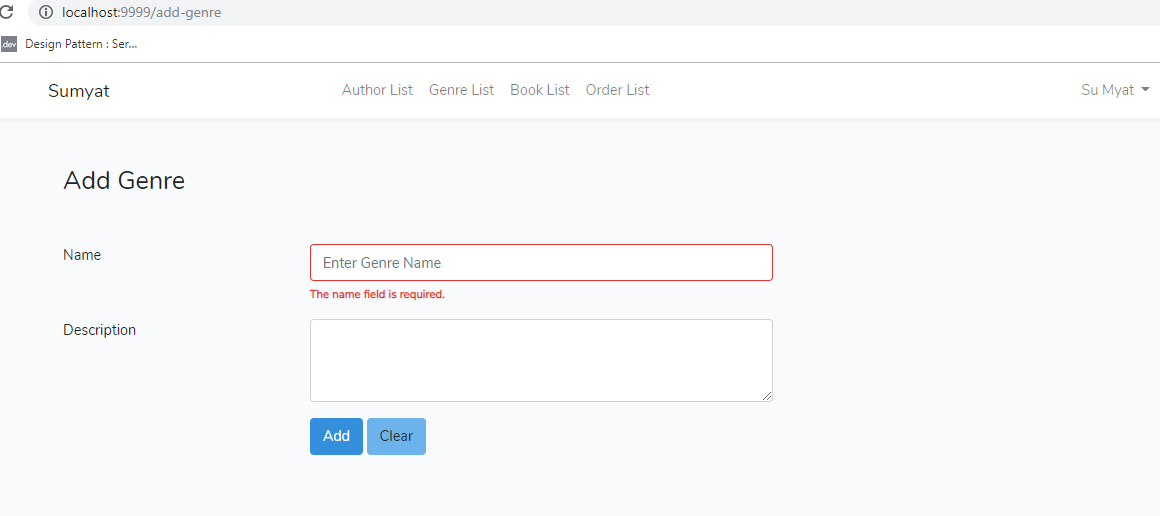 localhost:9999/add-genre
.dev Design Pattern : Ser...
Sumyat Author List Genre List Book List Order List Su Myat
Add Genre
Name
Enter Genre Name
The name field is required.
Description
Add Clear